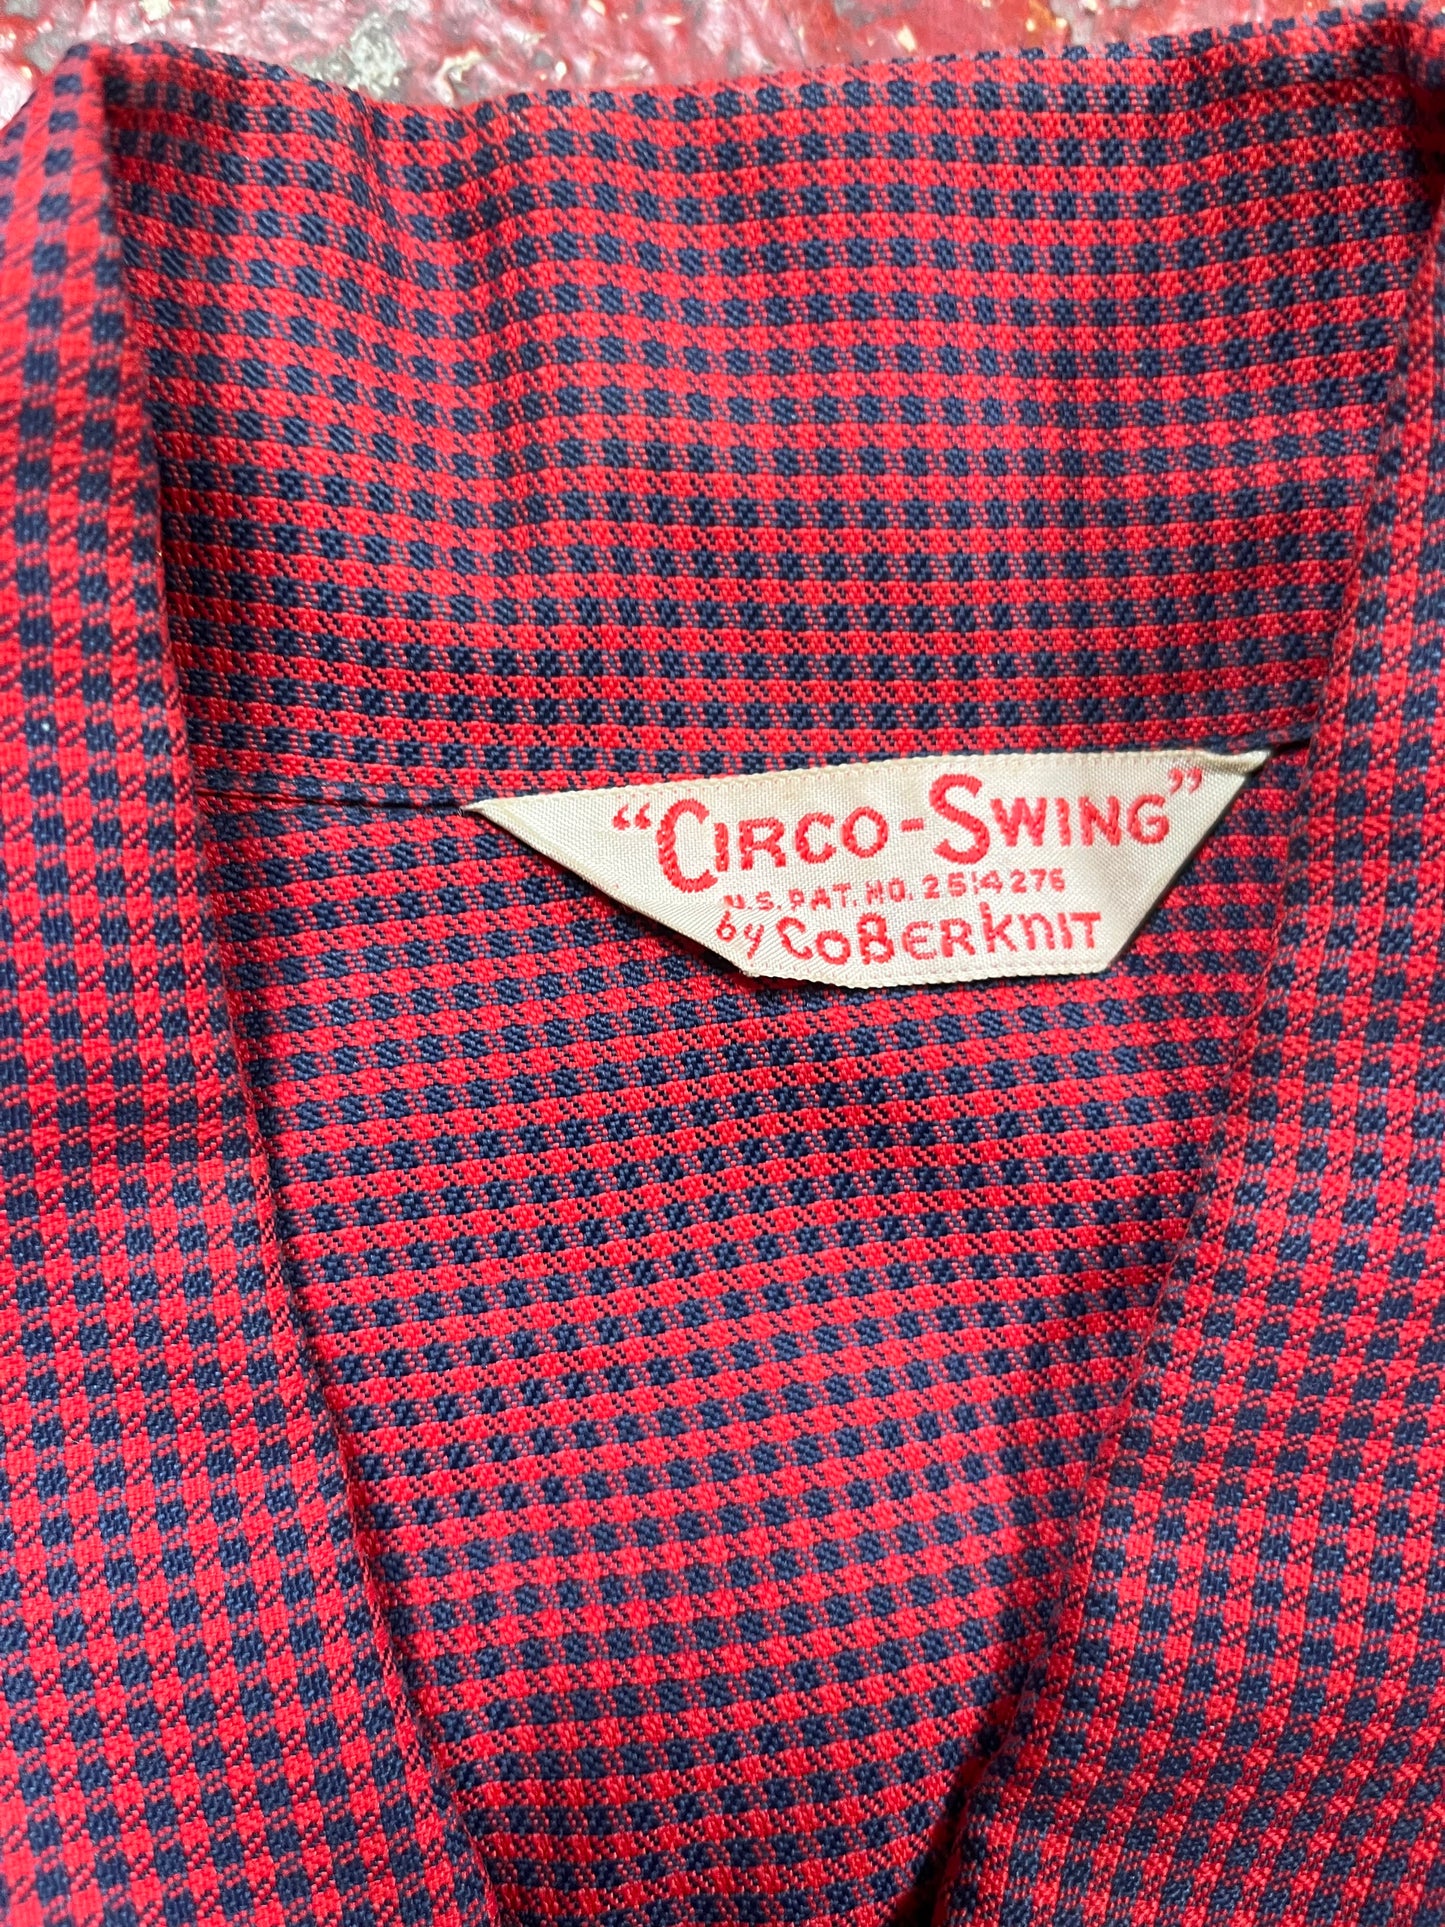 "CIRCO-SWING"
U.S. PAT. NO. 2514276
by COBERKNIT